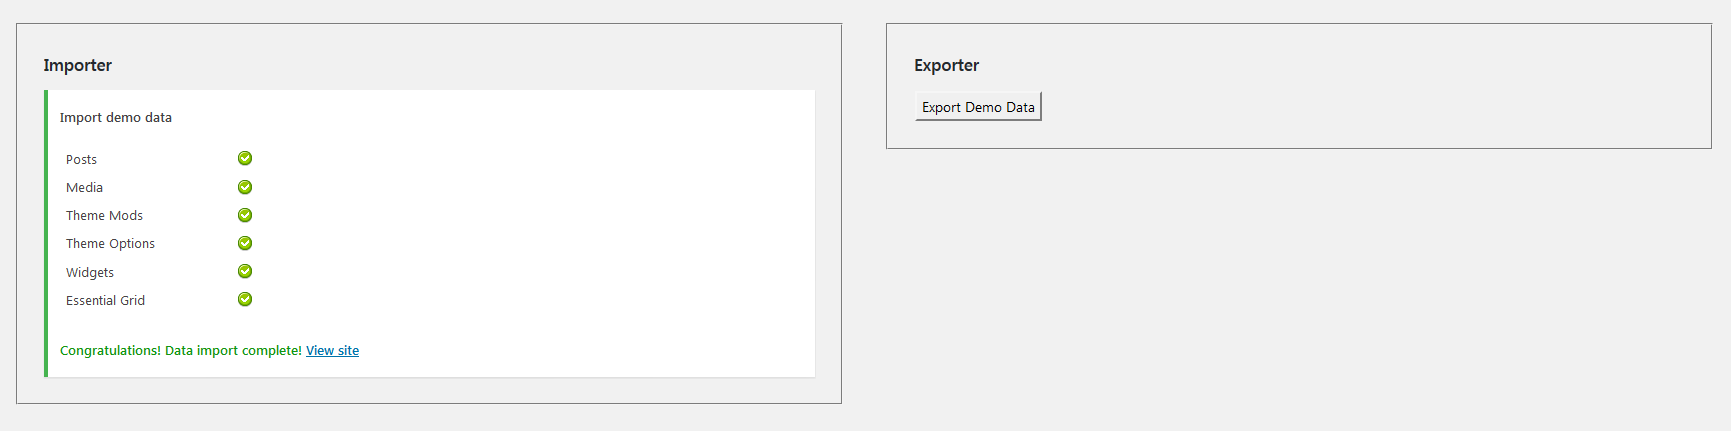 Importer
Import demo data
Posts
Media
Theme Mods
Theme Options
Widgets
Essential Grid
Congratulations! Data import complete! View site
Exporter
Export Demo Data